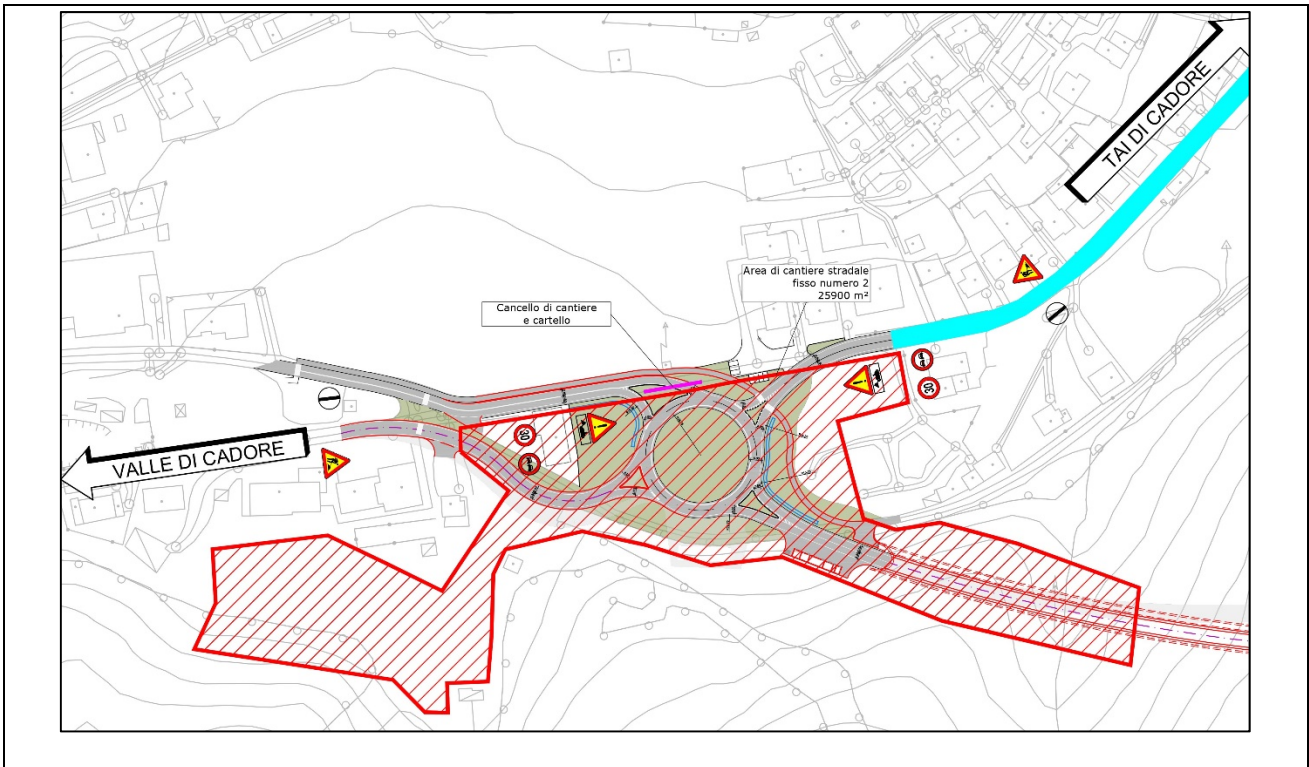 TAI DI CADORE
Area di cantiere stradale
fisso numero 2
25900 m²
Cancello di cantiere
e cartello
30
30
VALLE DI CADORE